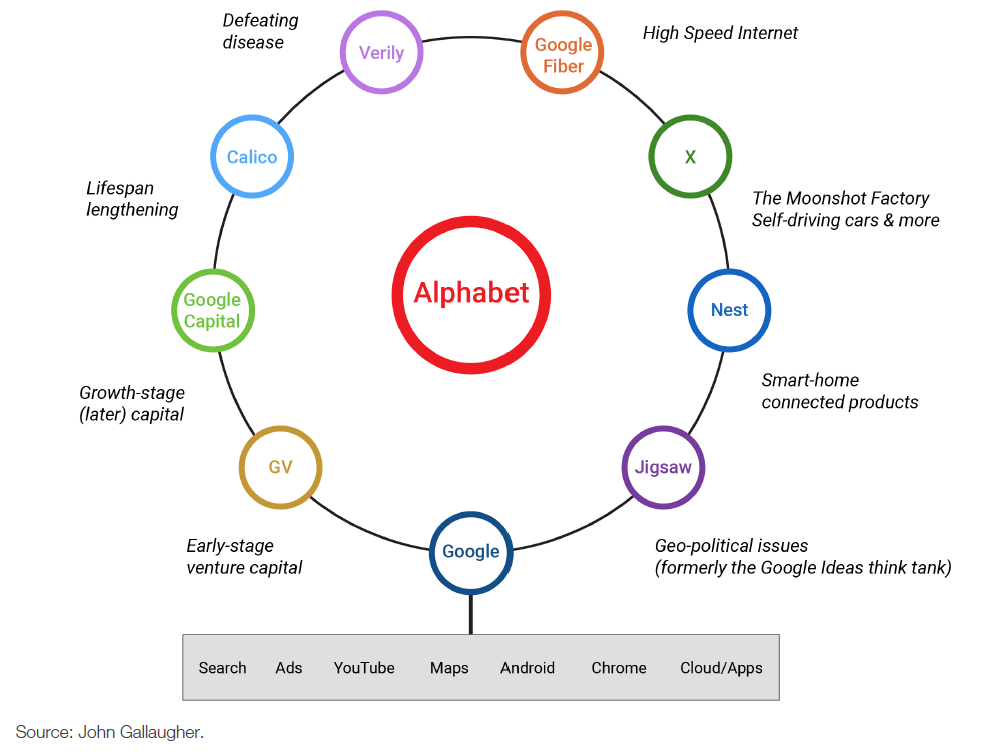 Defeating
disease
Verily
Google
Fiber
High Speed Internet
Calico
X
Lifespan
lengthening
The Moonshot Factory
Self-driving cars & more
Alphabet
Google
Capital
Nest
Growth-stage
(later) capital
Smart-home
connected products
GV
Jigsaw
Early-stage
venture capital
Google
Geo-political issues
(formerly the Google Ideas think tank)
Search Ads YouTube Maps Android Chrome Cloud/Apps
Source: John Gallaugher.